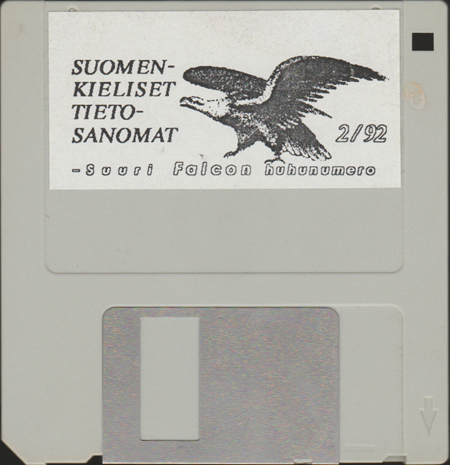 SUOMEN-
KIELISET
TIETO-
SANOMAT
2/92
-Suuri Falcon huhunumero